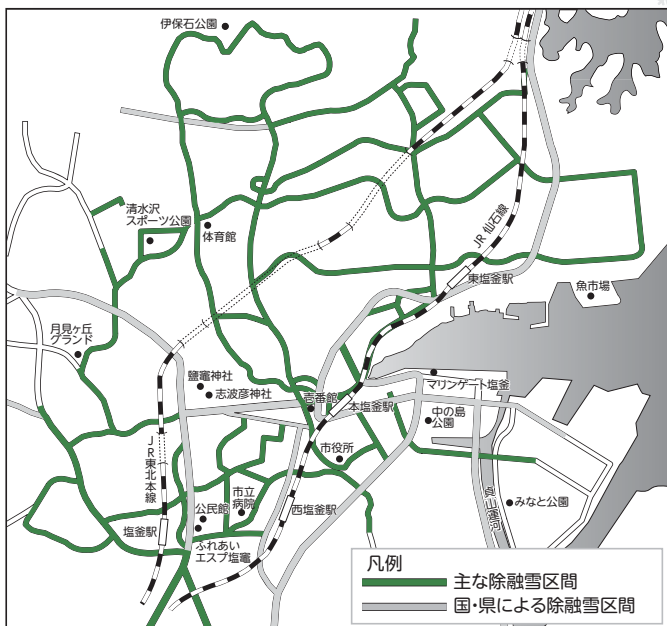 伊保石公園
清水沢
スポーツ公園
体育館
JR 仙石線
東塩釜駅
魚市場
月見ヶ丘
グランド
鹽竈神社
志波彦神社
壱番館
本塩釜駅
マリンゲート塩釜
中の島
公園
JR東北本線
市役所
市立
病院
公民館
西塩釜駅
貞山運河
みなと公園
塩釜駅
ふれあい
エスプ塩竈
凡例
主な除融雪区間
国・県による除融雪区間